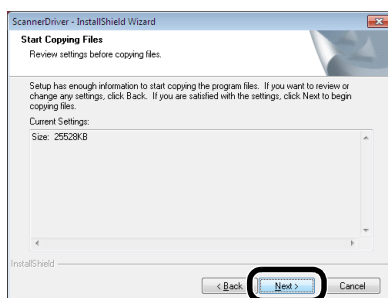 ScannerDriver - InstallShield Wizard
Start Copying Files
Review settings before copying files.
Setup has enough information to start copying the program files. If you want to review or
change any settings, click Back. If you are satisfied with the settings, click Next to begin
copying files.
Current Settings:
Size: 25528KB
InstallShield
< Back Next > Cancel